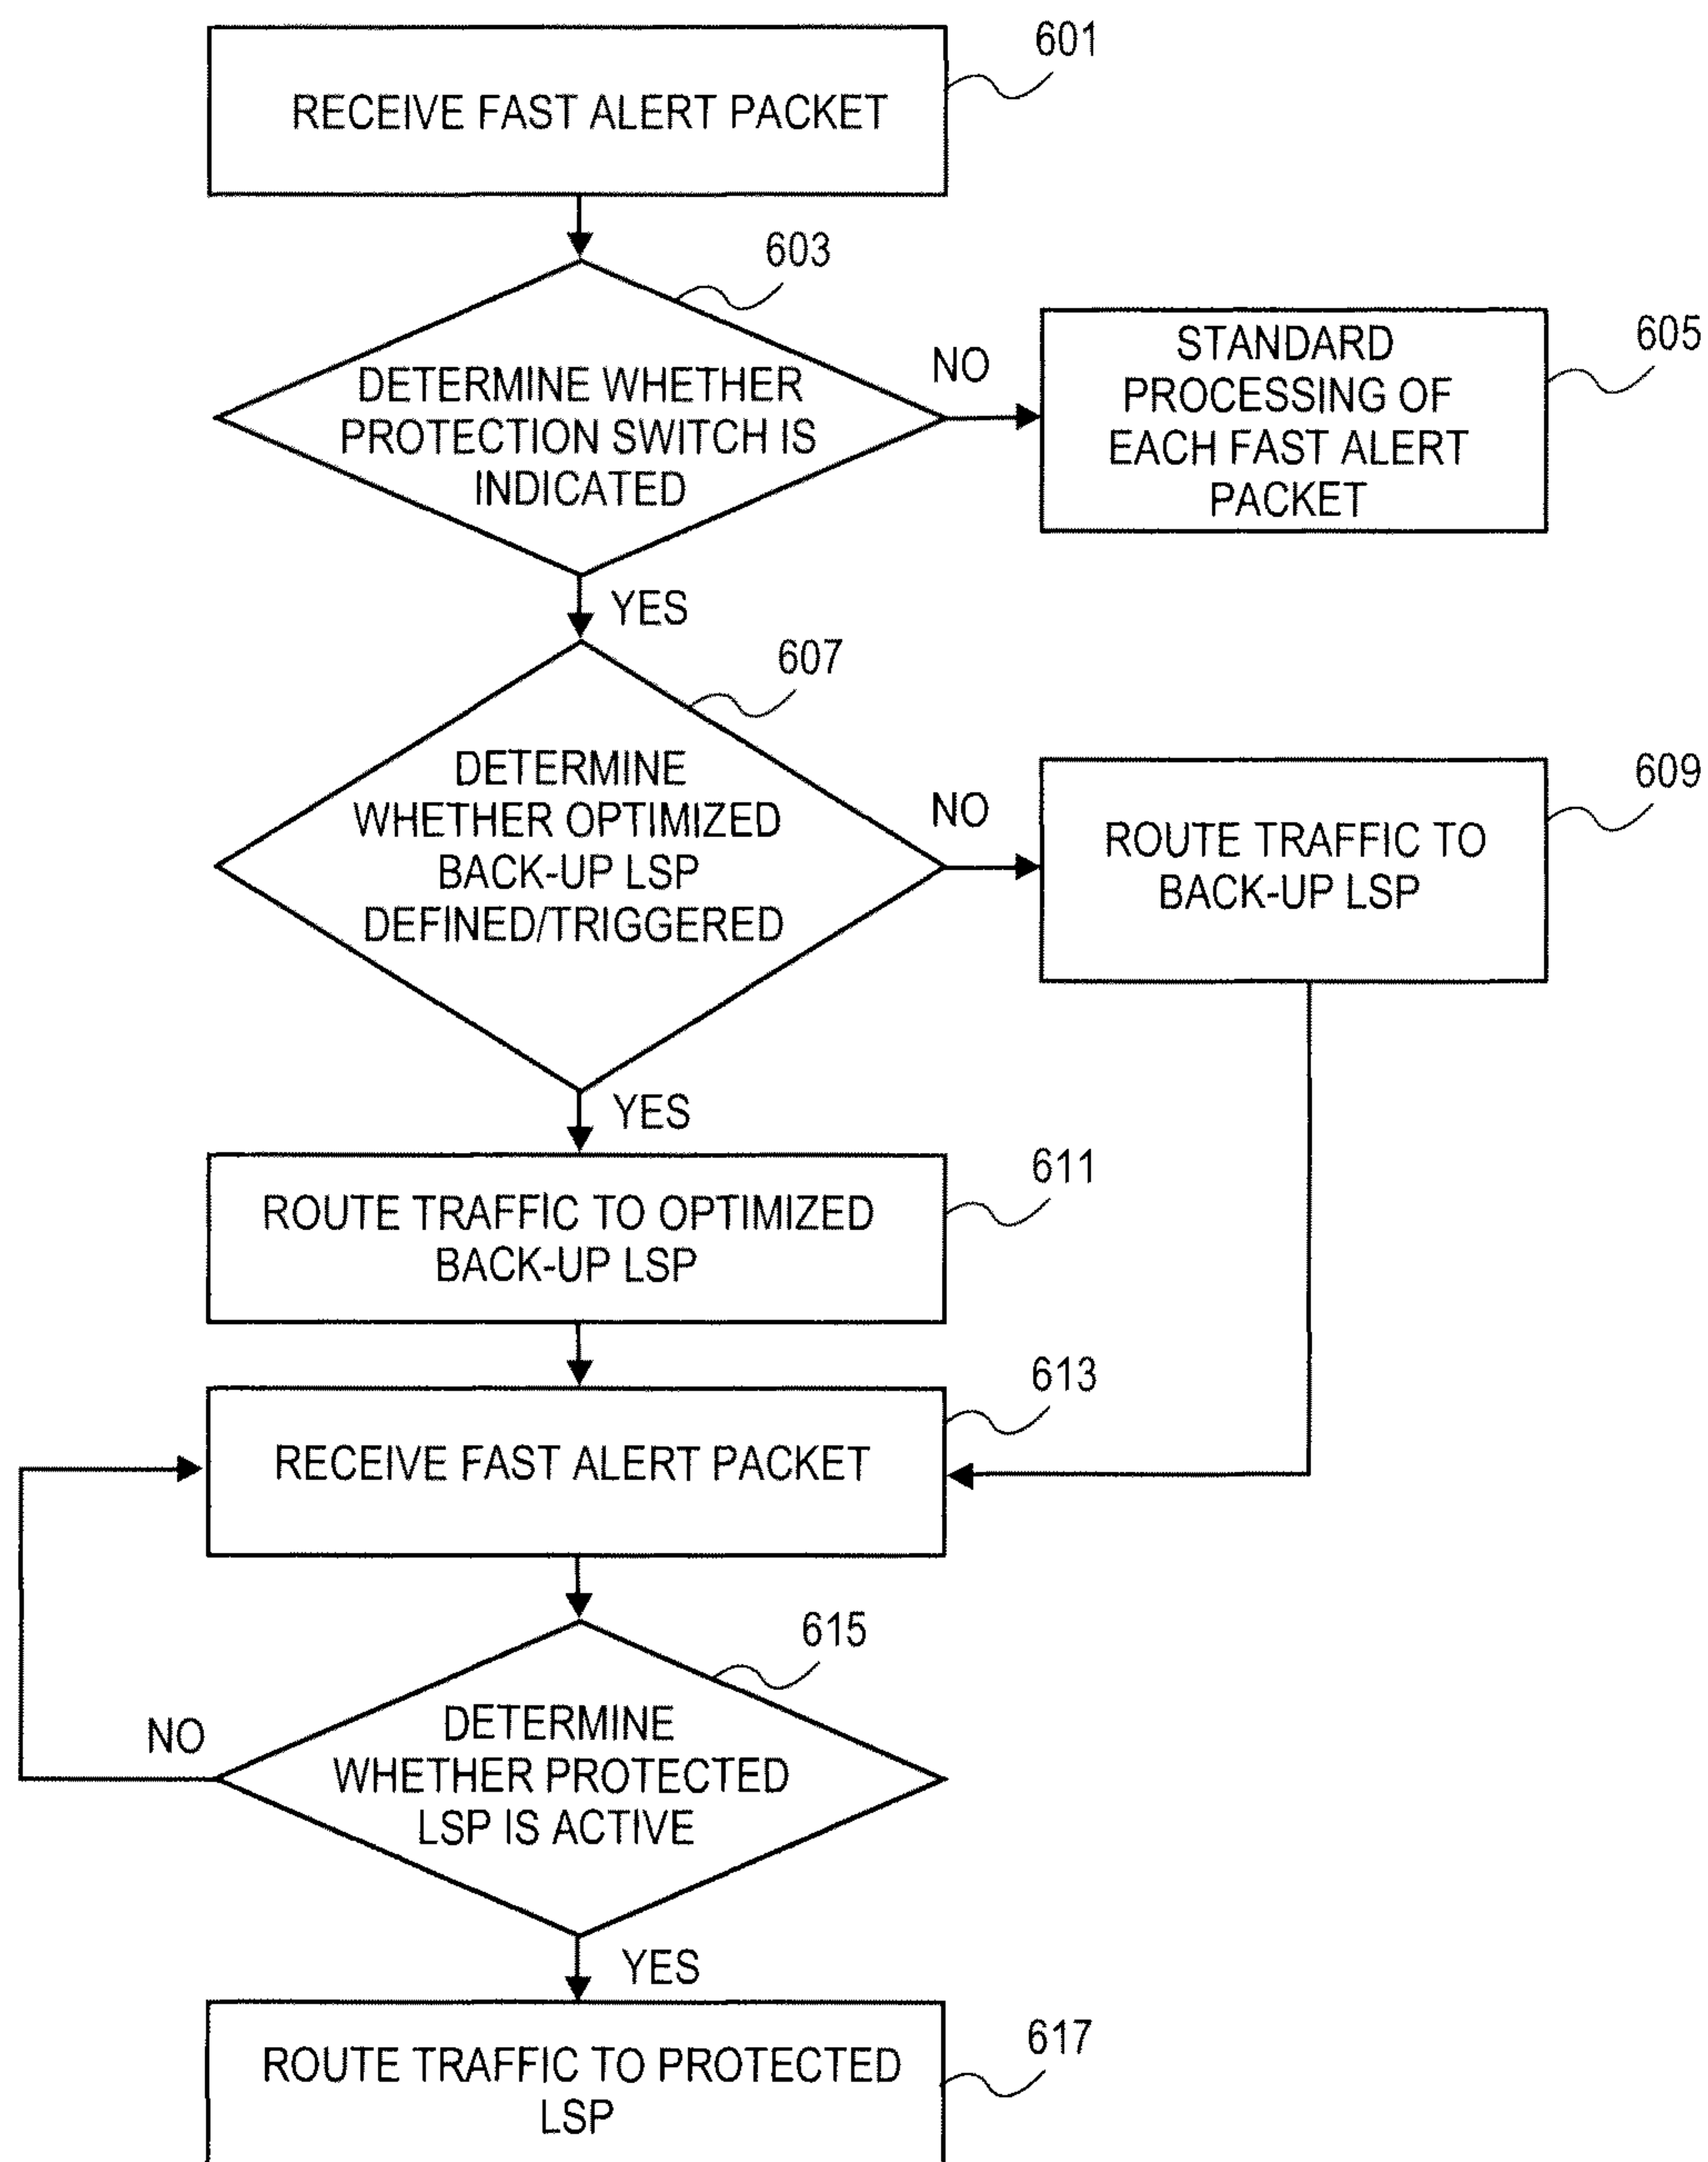 601
RECEIVE FAST ALERT PACKET
603
DETERMINE WHETHER
PROTECTION SWITCH IS
INDICATED
NO
STANDARD
PROCESSING OF
EACH FAST ALERT
PACKET
605
YES
607
DETERMINE
WHETHER OPTIMIZED
BACK-UP LSP
DEFINED/TRIGGERED
NO
ROUTE TRAFFIC TO
BACK-UP LSP
609
YES
611
ROUTE TRAFFIC TO OPTIMIZED
BACK-UP LSP
613
RECEIVE FAST ALERT PACKET
615
NO
DETERMINE
WHETHER PROTECTED
LSP IS ACTIVE
YES
617
ROUTE TRAFFIC TO PROTECTED
LSP